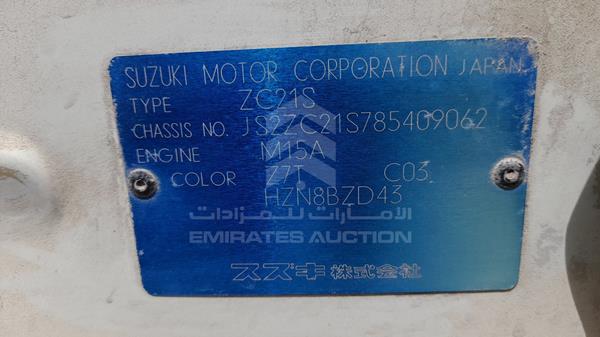 SUZUKI MOTOR CORPORATION JAPAN
TYPE ZC21S
CHASSIS NO. JS2ZC21S785409062
ENGINE M15A
COLOR Z7T C03
HZN8BZD43
الامارات للمزادات
EMIRATES AUCTION
スズキ株式会社